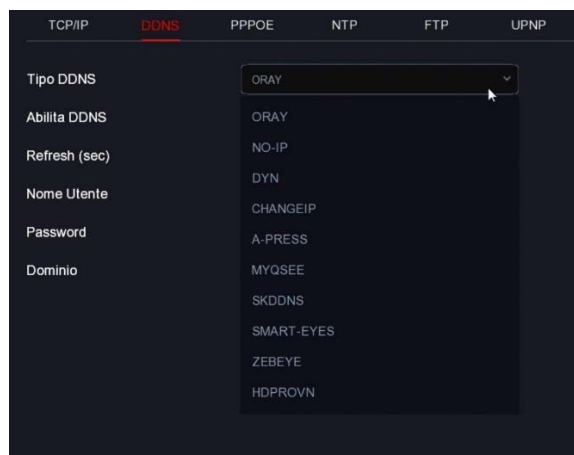 TCP/IP DDNS PPPOE NTP FTP UPNP
Tipo DDNS ORAY
Abilita DDNS ORAY
Refresh (sec) NO-IP
DYN
Nome Utente CHANGEIP
Password A-PRESS
Dominio MYQSEE
SKDDNS
SMART-EYES
ZEBEYE
HDPROVN